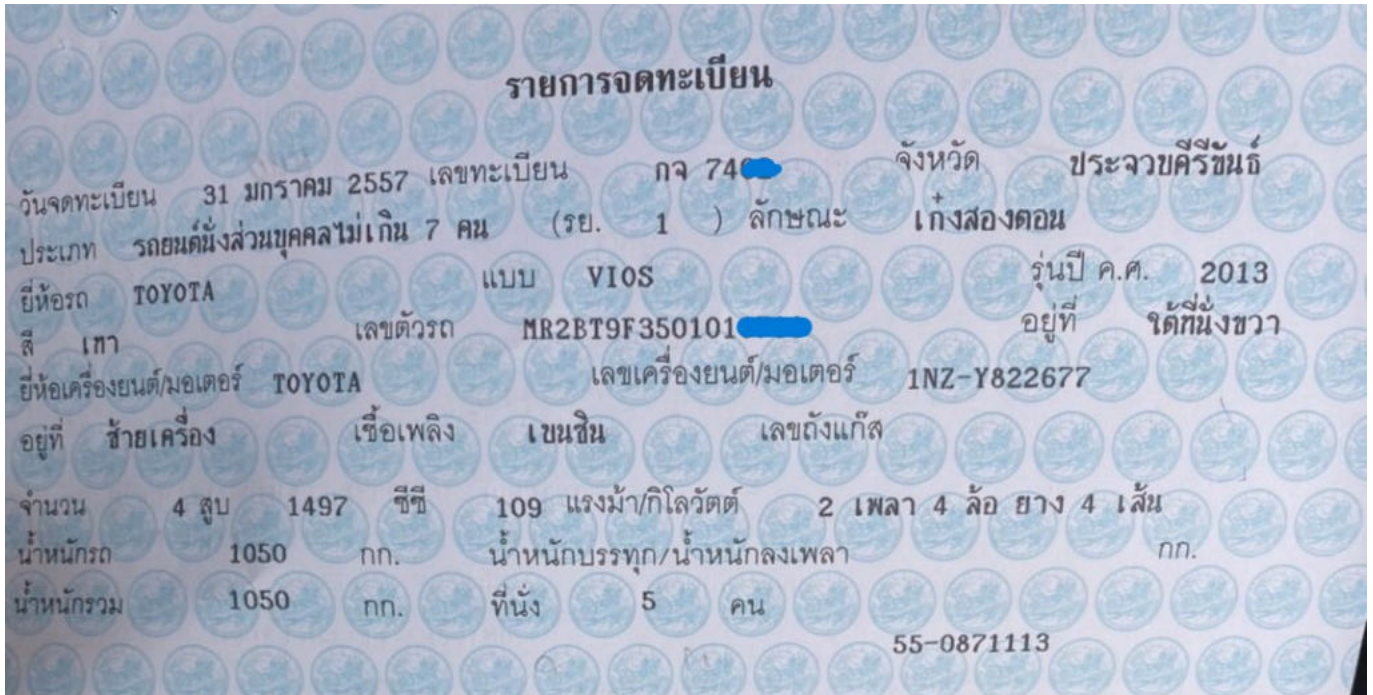 รายการจดทะเบียน
วันจดทะเบียน 31 มกราคม 2557 เลขทะเบียน กจ 74 จังหวัด ประจวบคีรีขันธ์
ประเภท รถยนต์นั่งส่วนบุคคลไม่เกิน 7 คน (รย. 1 ) ลักษณะ เก๋งสองตอน
ยี่ห้อรถ TOYOTA แบบ VIOS รุ่นปี ค.ศ. 2013
สี เทา เลขตัวรถ MR2BT9F350101 อยู่ที่ ใต้ที่นั่งขวา
ยี่ห้อเครื่องยนต์/มอเตอร์ TOYOTA เลขเครื่องยนต์/มอเตอร์ 1NZ-Y822677
อยู่ที่ ซ้ายเครื่อง เชื้อเพลิง เบนซิน เลขถังแก๊ส
จำนวน 4 สูบ 1497 ซีซี 109 แรงม้า/กิโลวัตต์ 2 เพลา 4 ล้อ ยาง 4 เส้น
น้ำหนักรถ 1050 กก. น้ำหนักบรรทุก/น้ำหนักลงเพลา กก.
น้ำหนักรวม 1050 กก. ที่นั่ง 5 คน
55-0871113